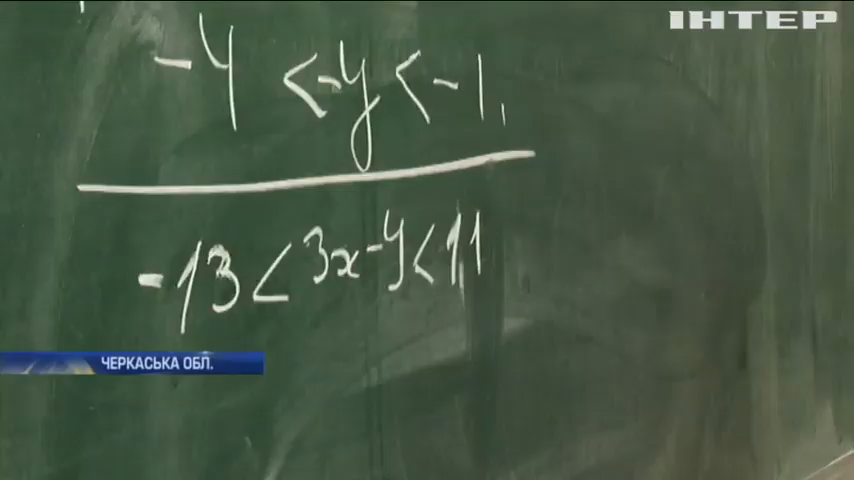 ІНТЕР
-4 < -y < -1,
-13 < 3x - y < 11
ЧЕРКАСЬКА ОБЛ.